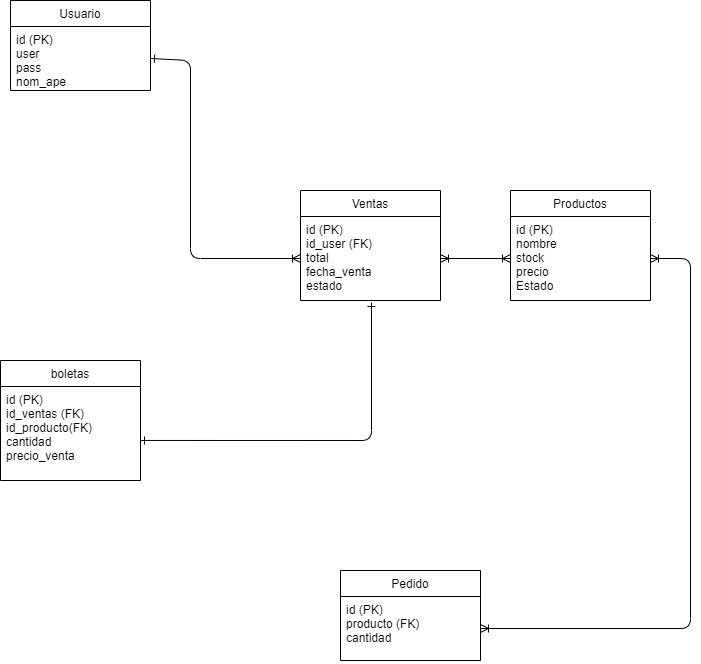 Usuario
id (PK)
user
pass
nom_ape
Ventas
id (PK)
id_user (FK)
total
fecha_venta
estado
Productos
id (PK)
nombre
stock
precio
Estado
boletas
id (PK)
id_ventas (FK)
id_producto(FK)
cantidad
precio_venta
Pedido
id (PK)
producto (FK)
cantidad